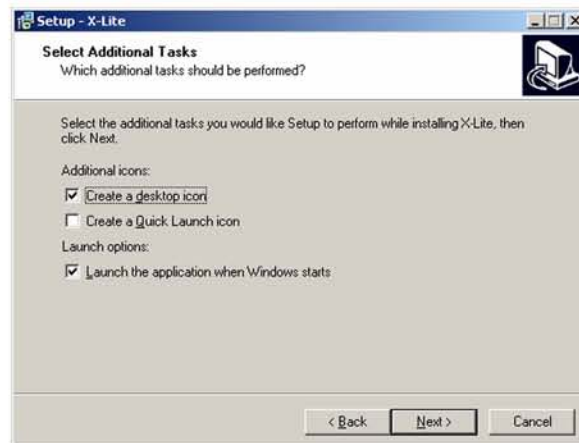 Setup - X-Lite
Select Additional Tasks
Which additional tasks should be performed?
Select the additional tasks you would like Setup to perform while installing X-Lite, then
click Next.
Additional icons:
Create a desktop icon
Create a Quick Launch icon
Launch options:
Launch the application when Windows starts
< Back
Next >
Cancel